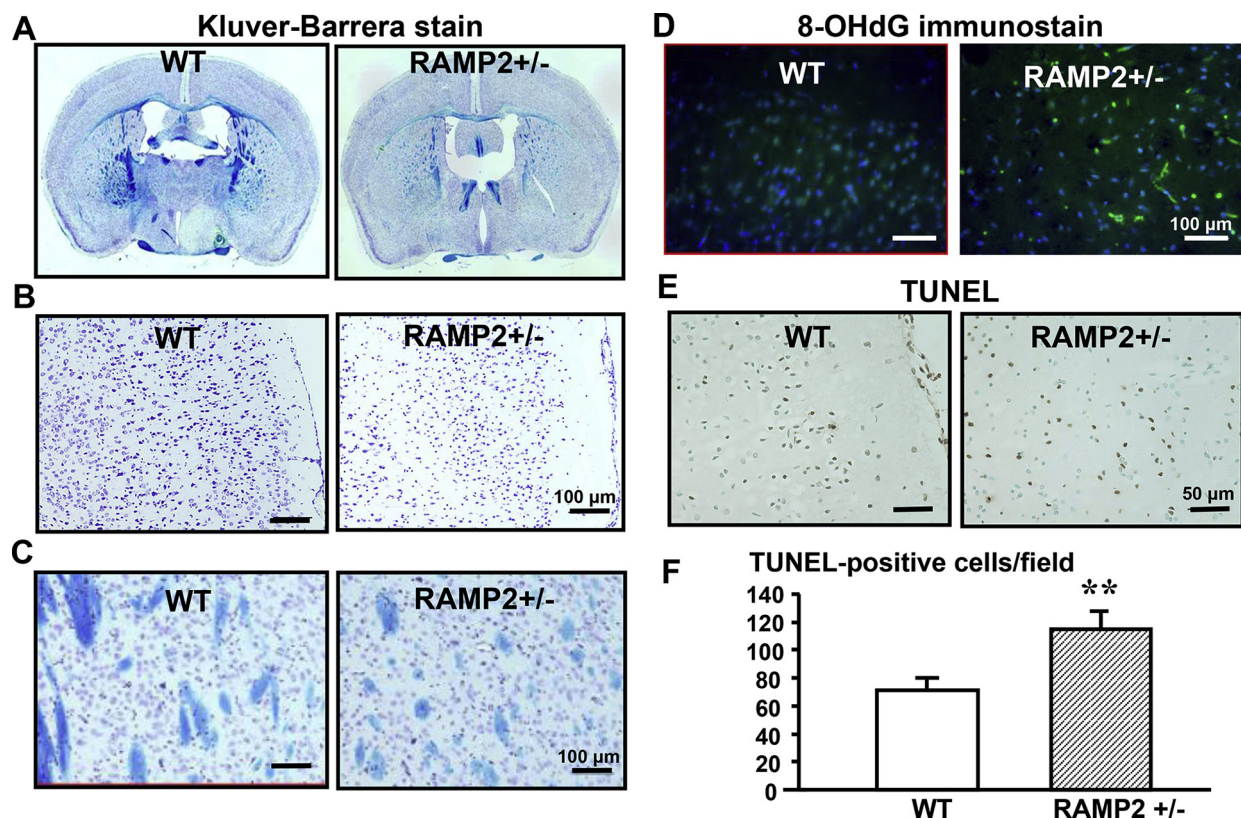 A
Kluver-Barrera stain
WT
RAMP2+/-
B
WT
RAMP2+/-
100 µm
C
WT
RAMP2+/-
100 µm
D
8-OHdG immunostain
WT
RAMP2+/-
100 µm
E
TUNEL
WT
RAMP2+/-
50 µm
F
TUNEL-positive cells/field
140
120
100
80
60
40
20
0
**
WT
RAMP2 +/-